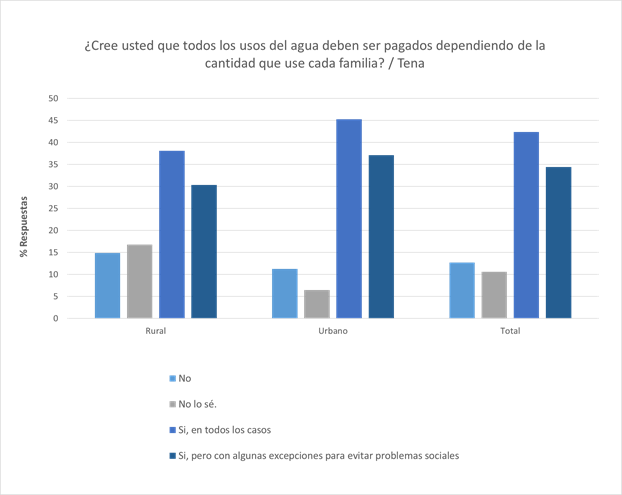 ¿Cree usted que todos los usos del agua deben ser pagados dependiendo de la
cantidad que use cada familia? / Tena
% Respuestas
50
45
40
35
30
25
20
15
10
5
0
Rural
Urbano
Total
No
No lo sé.
Si, en todos los casos
Si, pero con algunas excepciones para evitar problemas sociales